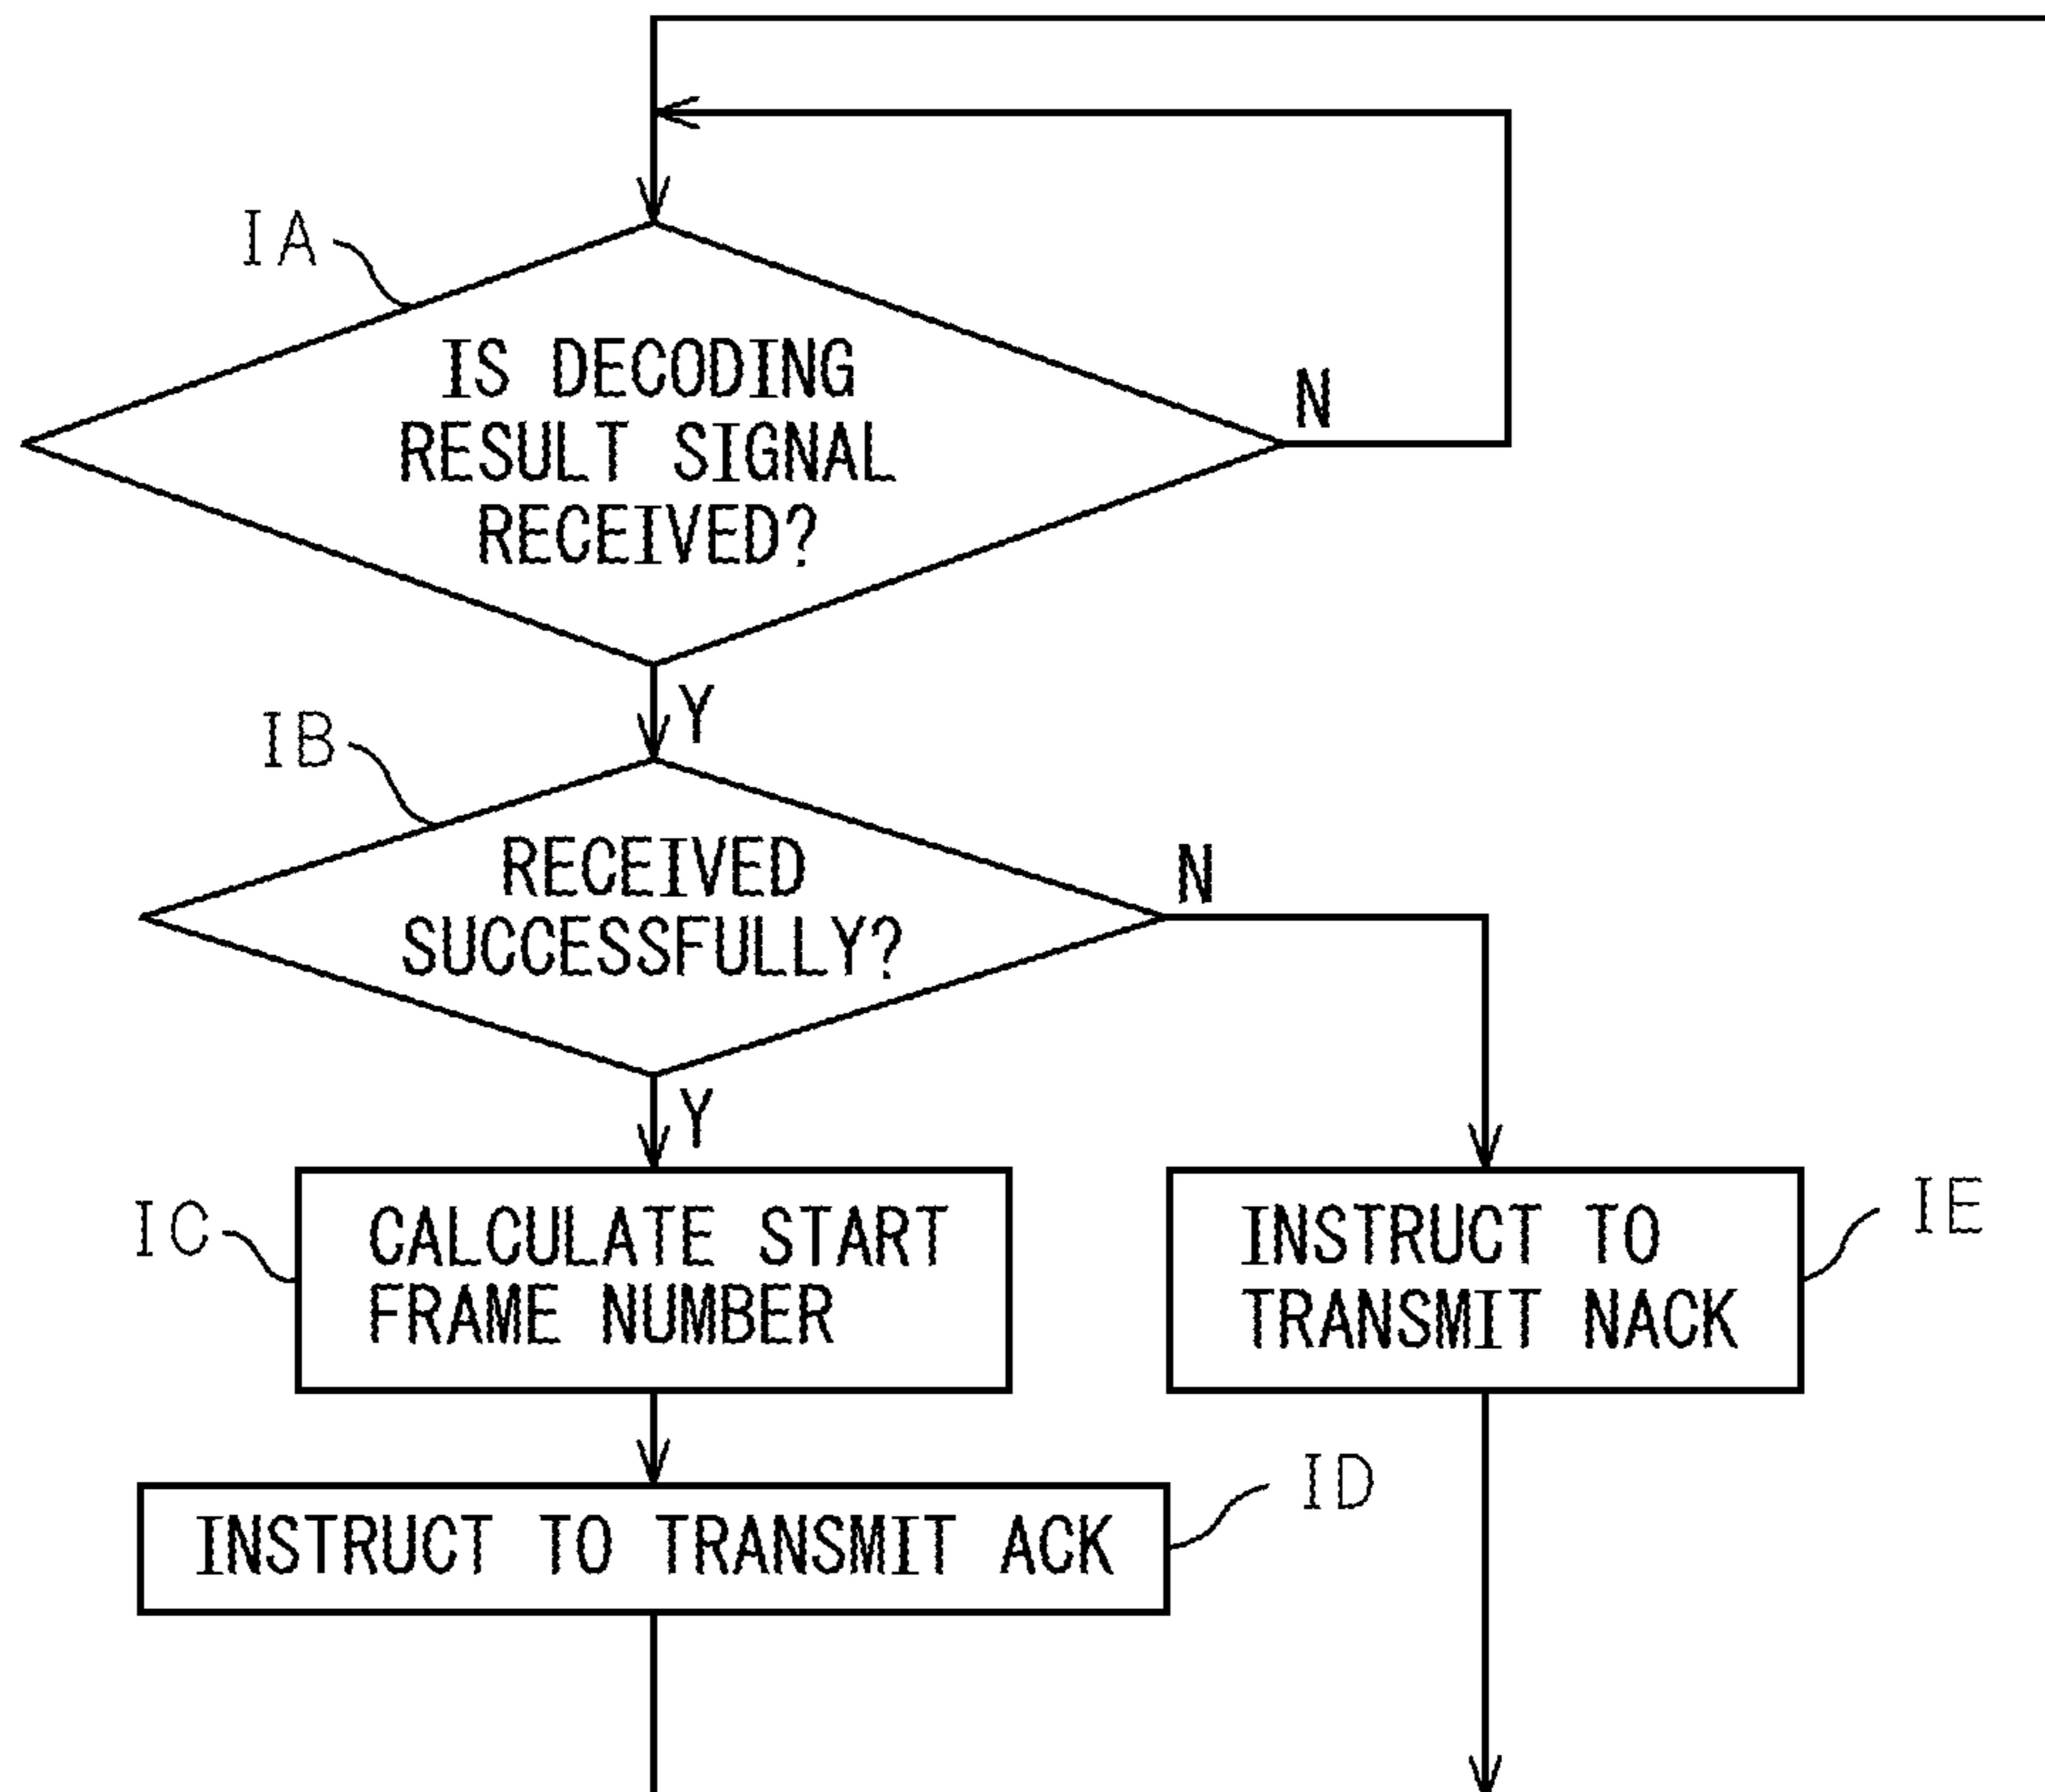 IA
IS DECODING
RESULT SIGNAL
RECEIVED?
N
Y
IB
RECEIVED
SUCCESSFULLY?
N
Y
IC
CALCULATE START
FRAME NUMBER
INSTRUCT TO
TRANSMIT NACK
IE
INSTRUCT TO TRANSMIT ACK
ID